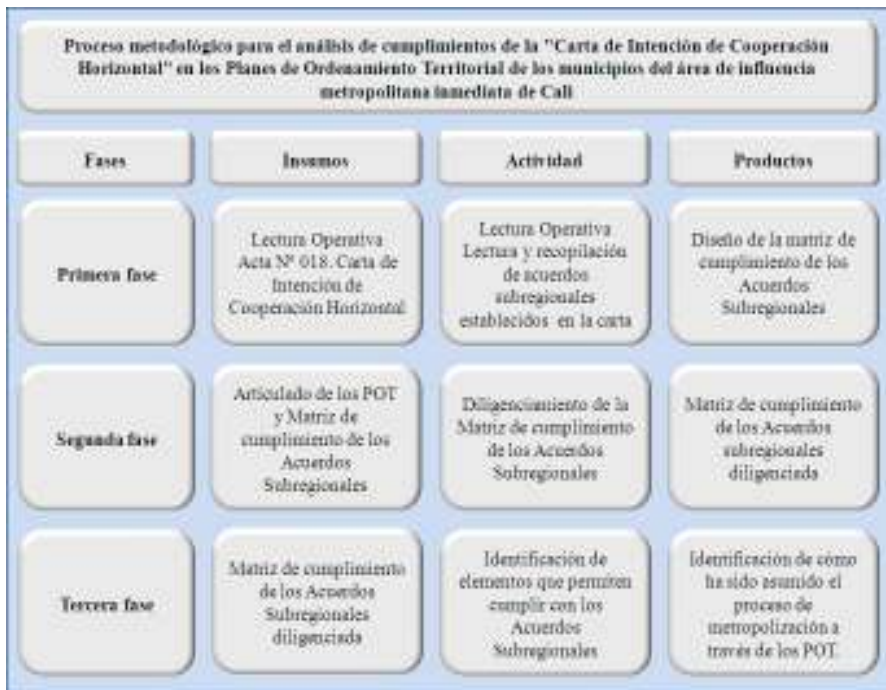 Proceso metodológico para el análisis de cumplimientos de la "Carta de Intención de Cooperación
Horizontal" en los Planes de Ordenamiento Territorial de los municipios del área de influencia
metropolitana inmediata de Cali
Fases
Insumos
Actividad
Productos
Primera fase
Lectura Operativa
Acta Nº 018. Carta de
Intención de
Cooperación Horizontal
Lectura Operativa
Lectura y recopilación
de acuerdos
subregionales
establecidos en la carta
Diseño de la matriz de
cumplimiento de los
Acuerdos
Subregionales
Segunda fase
Articulado de los POT
y Matriz de
cumplimiento de los
Acuerdos
Subregionales
Diligenciamiento de la
Matriz de cumplimiento
de los Acuerdos
Subregionales
Matriz de cumplimiento
de los Acuerdos
subregionales
diligenciada
Tercera fase
Matriz de cumplimiento
de los Acuerdos
Subregionales
diligenciada
Identificación de
elementos que permiten
cumplir con los
Acuerdos
Subregionales
Identificación de cómo
ha sido asumido el
proceso de
metropolización a
través de los POT.